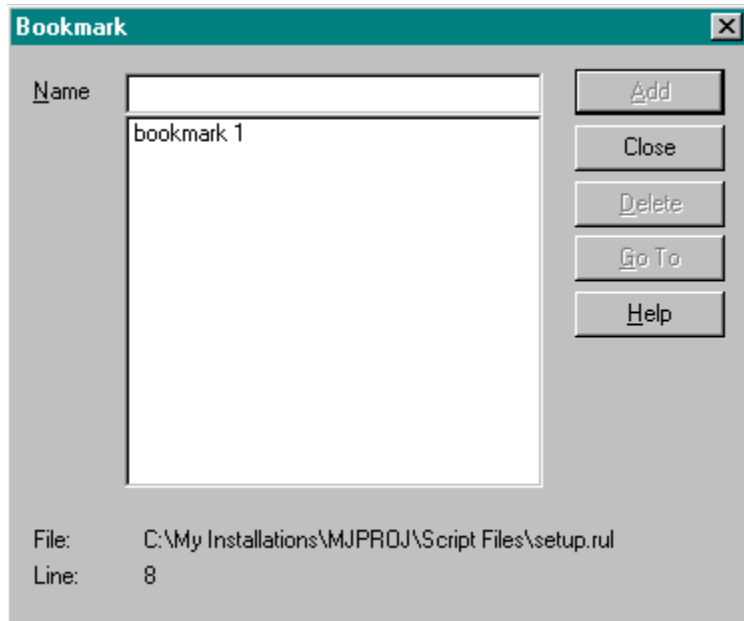 Bookmark
Name
Add
bookmark 1
Close
Delete
Go To
Help
File: C:\My Installations\MJPROJ\Script Files\setup.rul
Line: 8